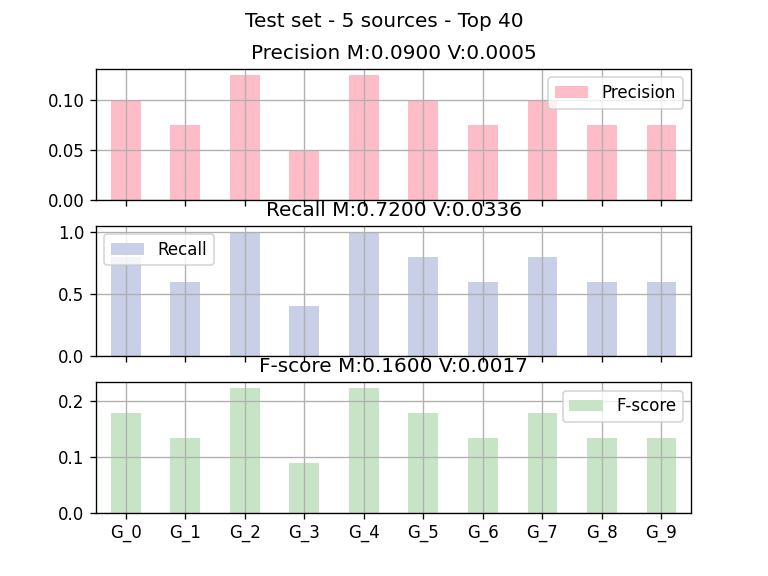 Test set - 5 sources - Top 40
Precision M:0.0900 V:0.0005
Precision
0.10
0.05
0.00
Recall M:0.7200 V:0.0336
Recall
1.0
0.5
0.0
F-score M:0.1600 V:0.0017
F-score
0.2
0.1
0.0
G_0 G_1 G_2 G_3 G_4 G_5 G_6 G_7 G_8 G_9